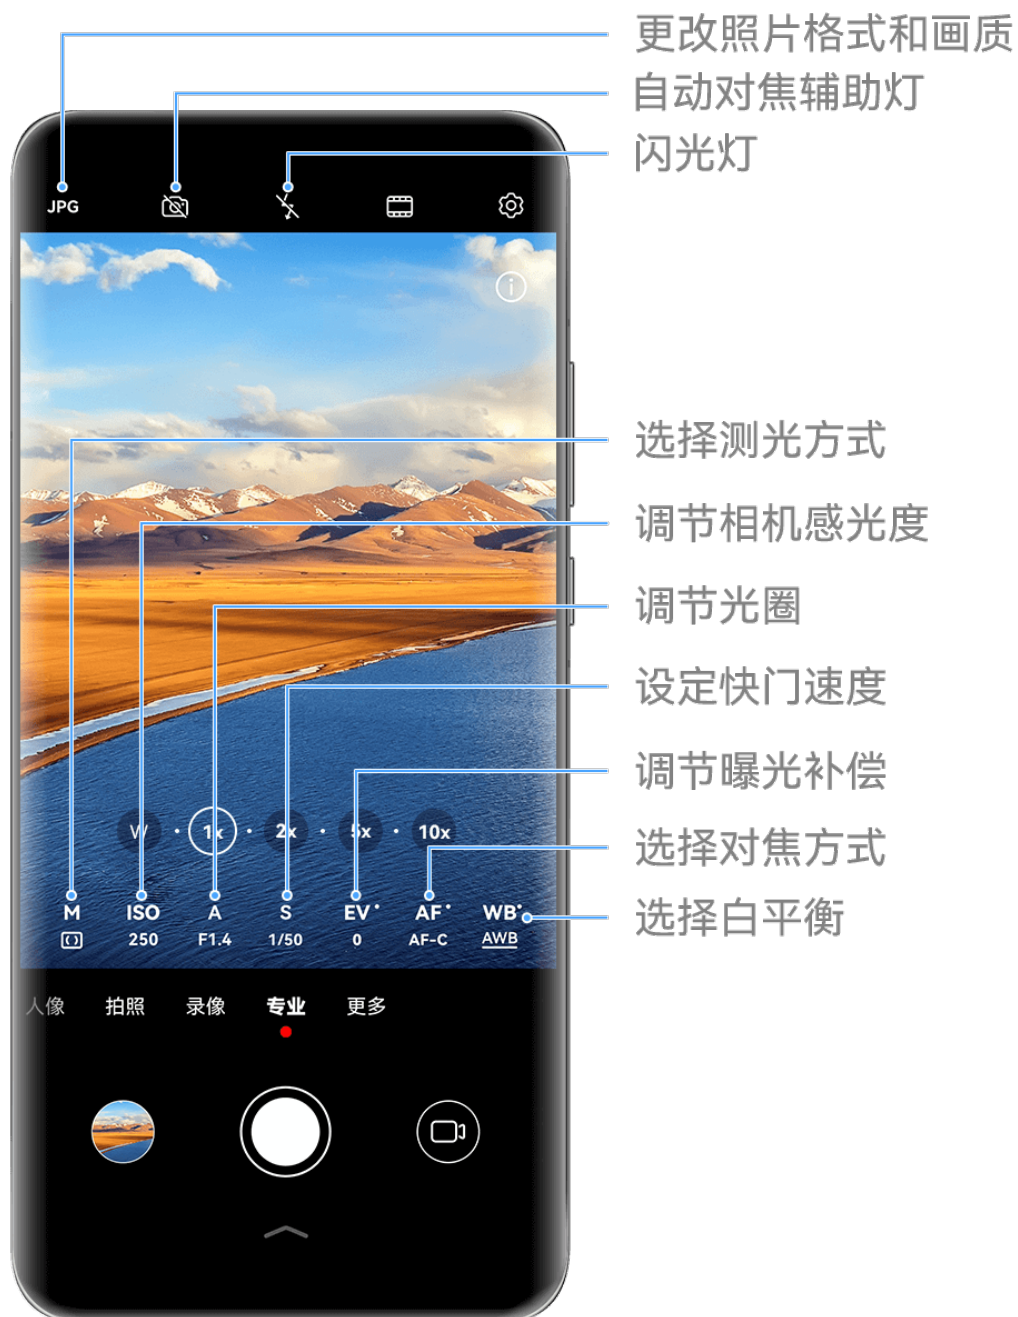 更改照片格式和画质
自动对焦辅助灯
闪光灯
JPG
选择测光方式
调节相机感光度
调节光圈
设定快门速度
调节曝光补偿
W 1x 2x 5x 10x
选择对焦方式
M ISO A S EV AF WB
选择白平衡
250 F1.4 1/50 0 AF-C AWB
人像 拍照 录像 专业 更多